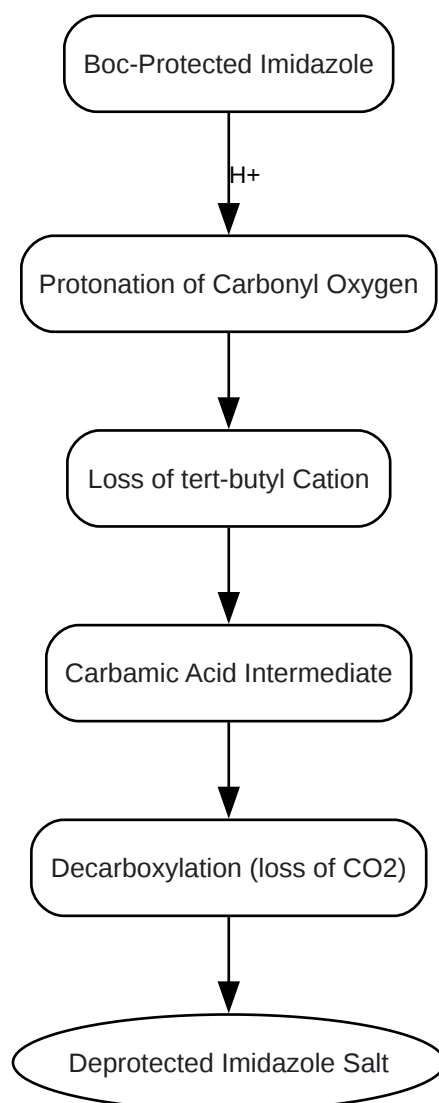 Boc-Protected Imidazole
H+
Protonation of Carbonyl Oxygen
Loss of tert-butyl Cation
Carbamic Acid Intermediate
Decarboxylation (loss of CO2)
Deprotected Imidazole Salt